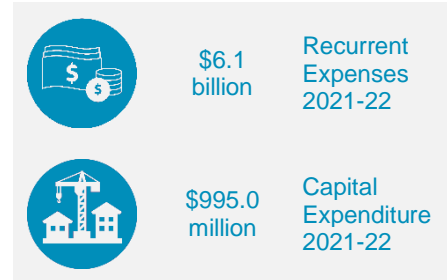 $
$
$6.1
billion
Recurrent
Expenses
2021-22
$995.0
million
Capital
Expenditure
2021-22